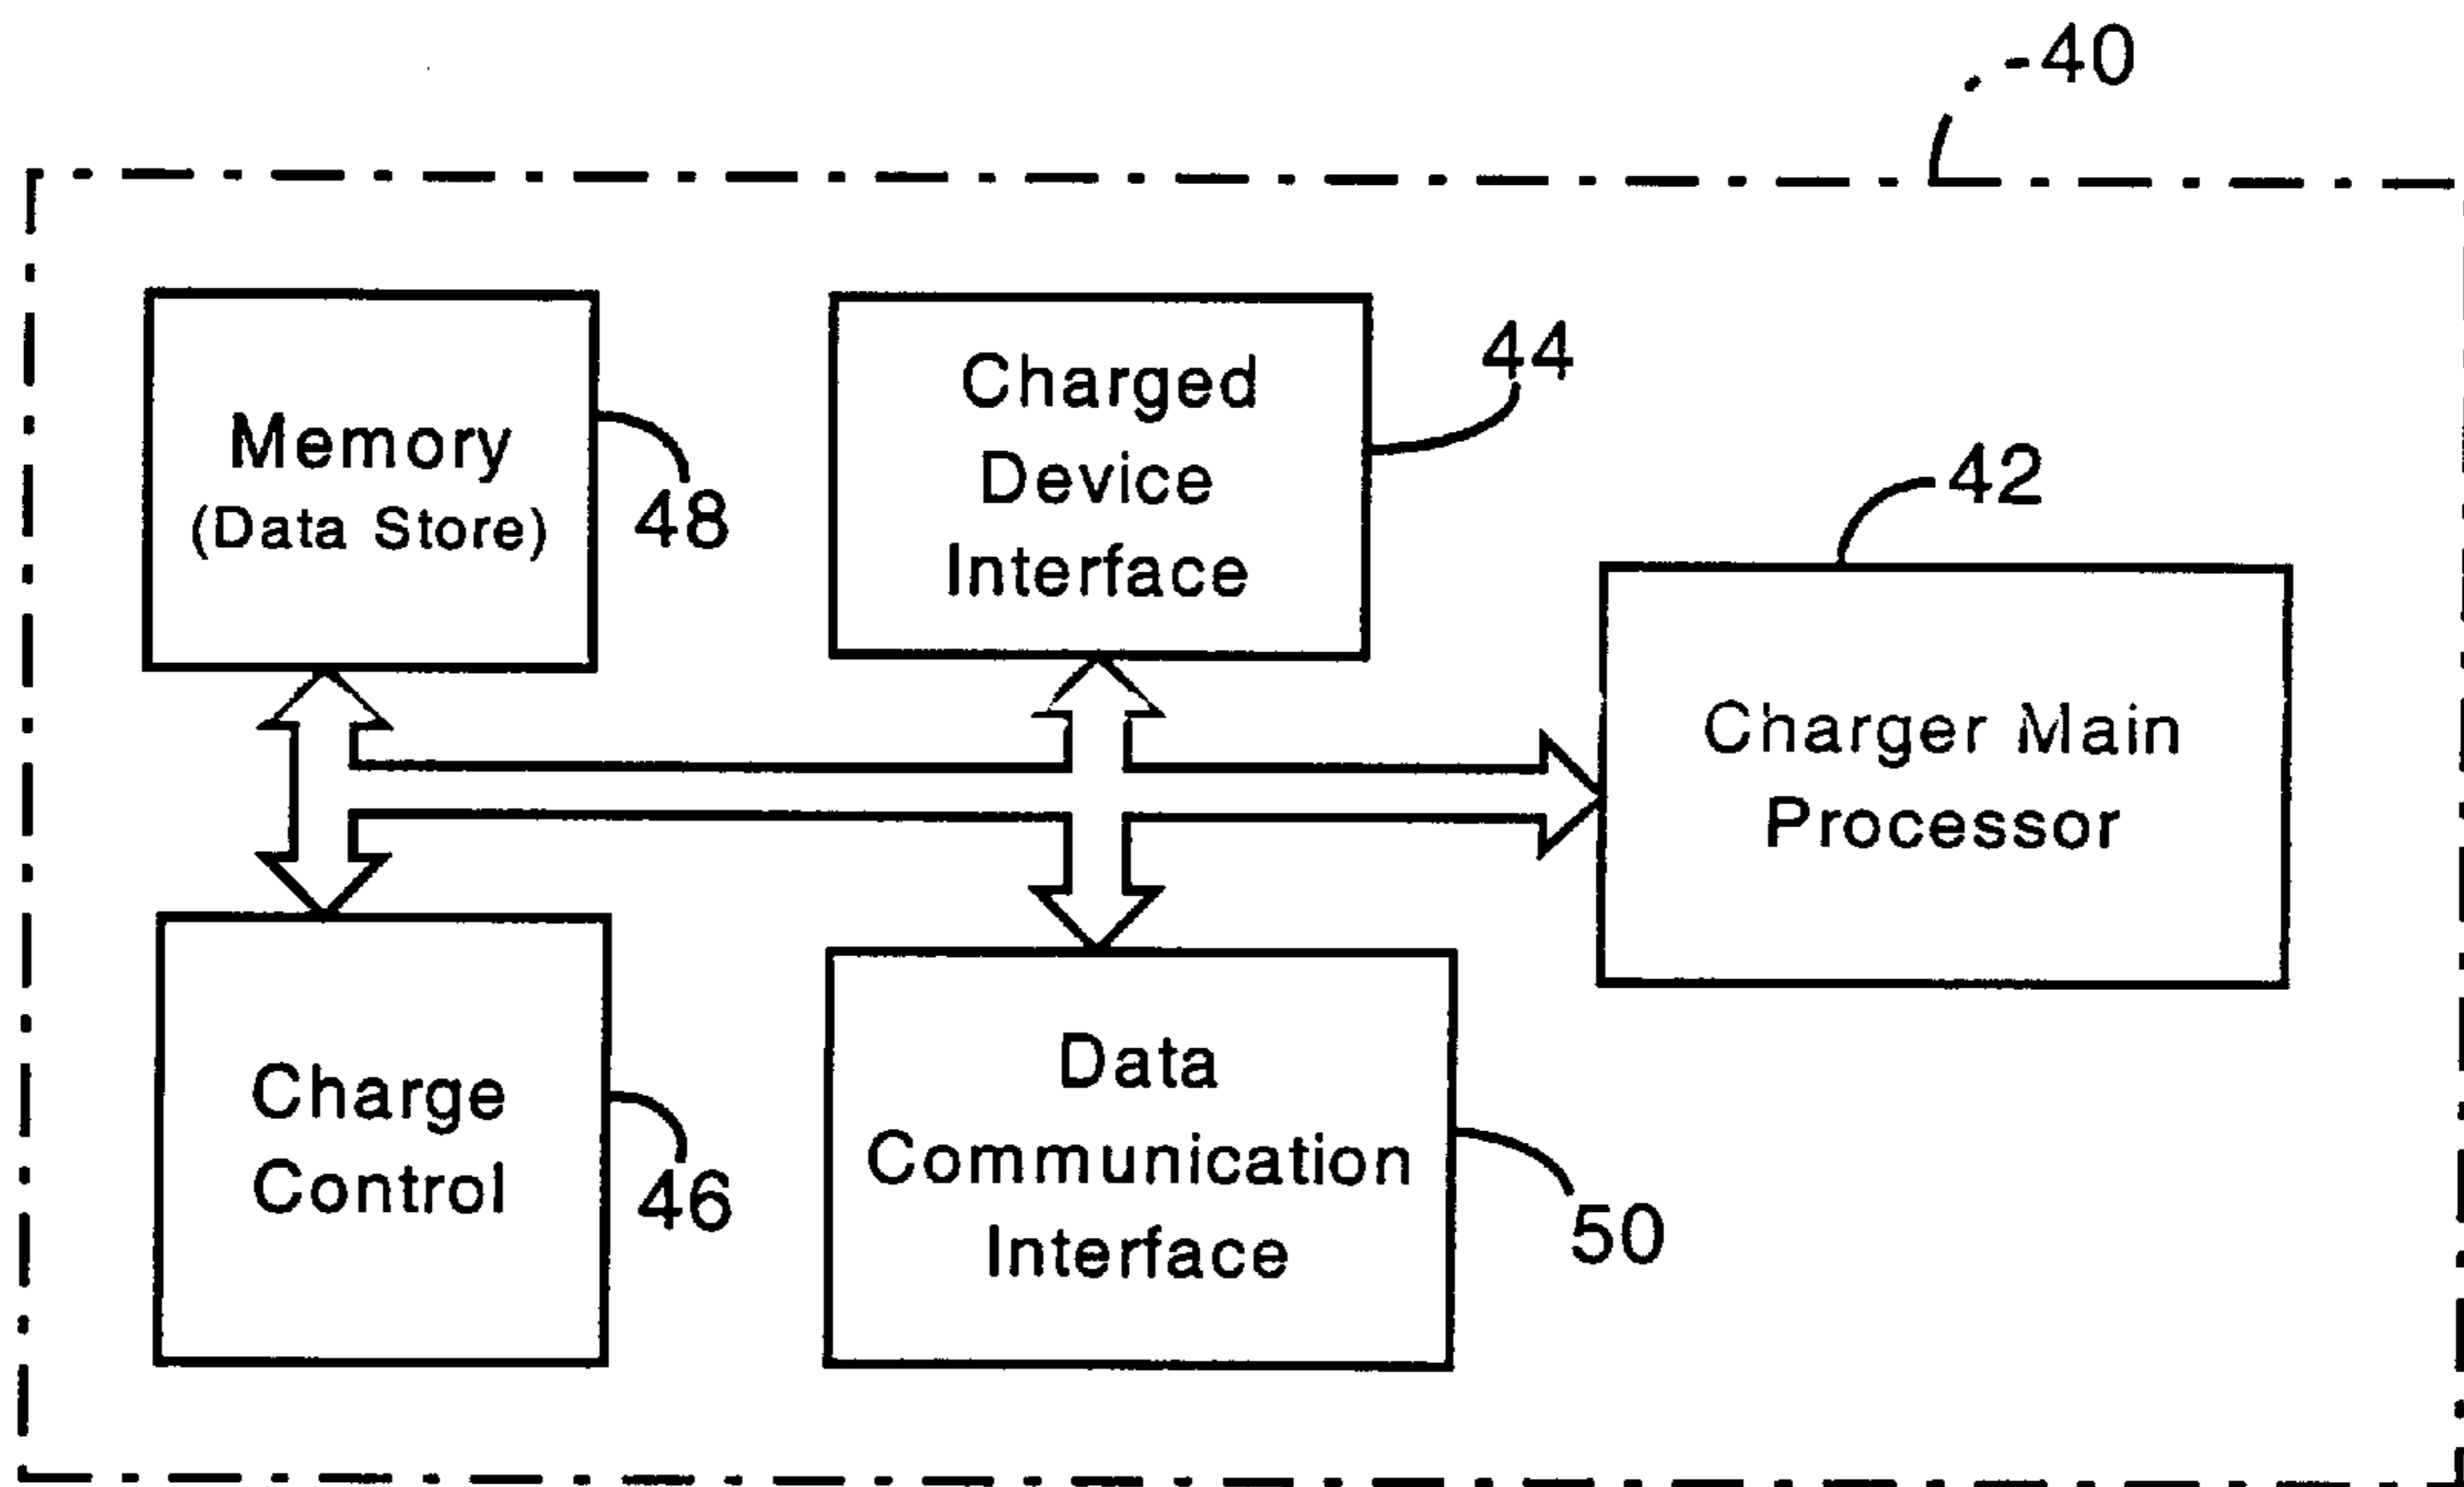 -40
Memory
(Data Store)
48
Charged
Device
Interface
44
42
Charger Main
Processor
Charge
Control
46
Data
Communication
Interface
50